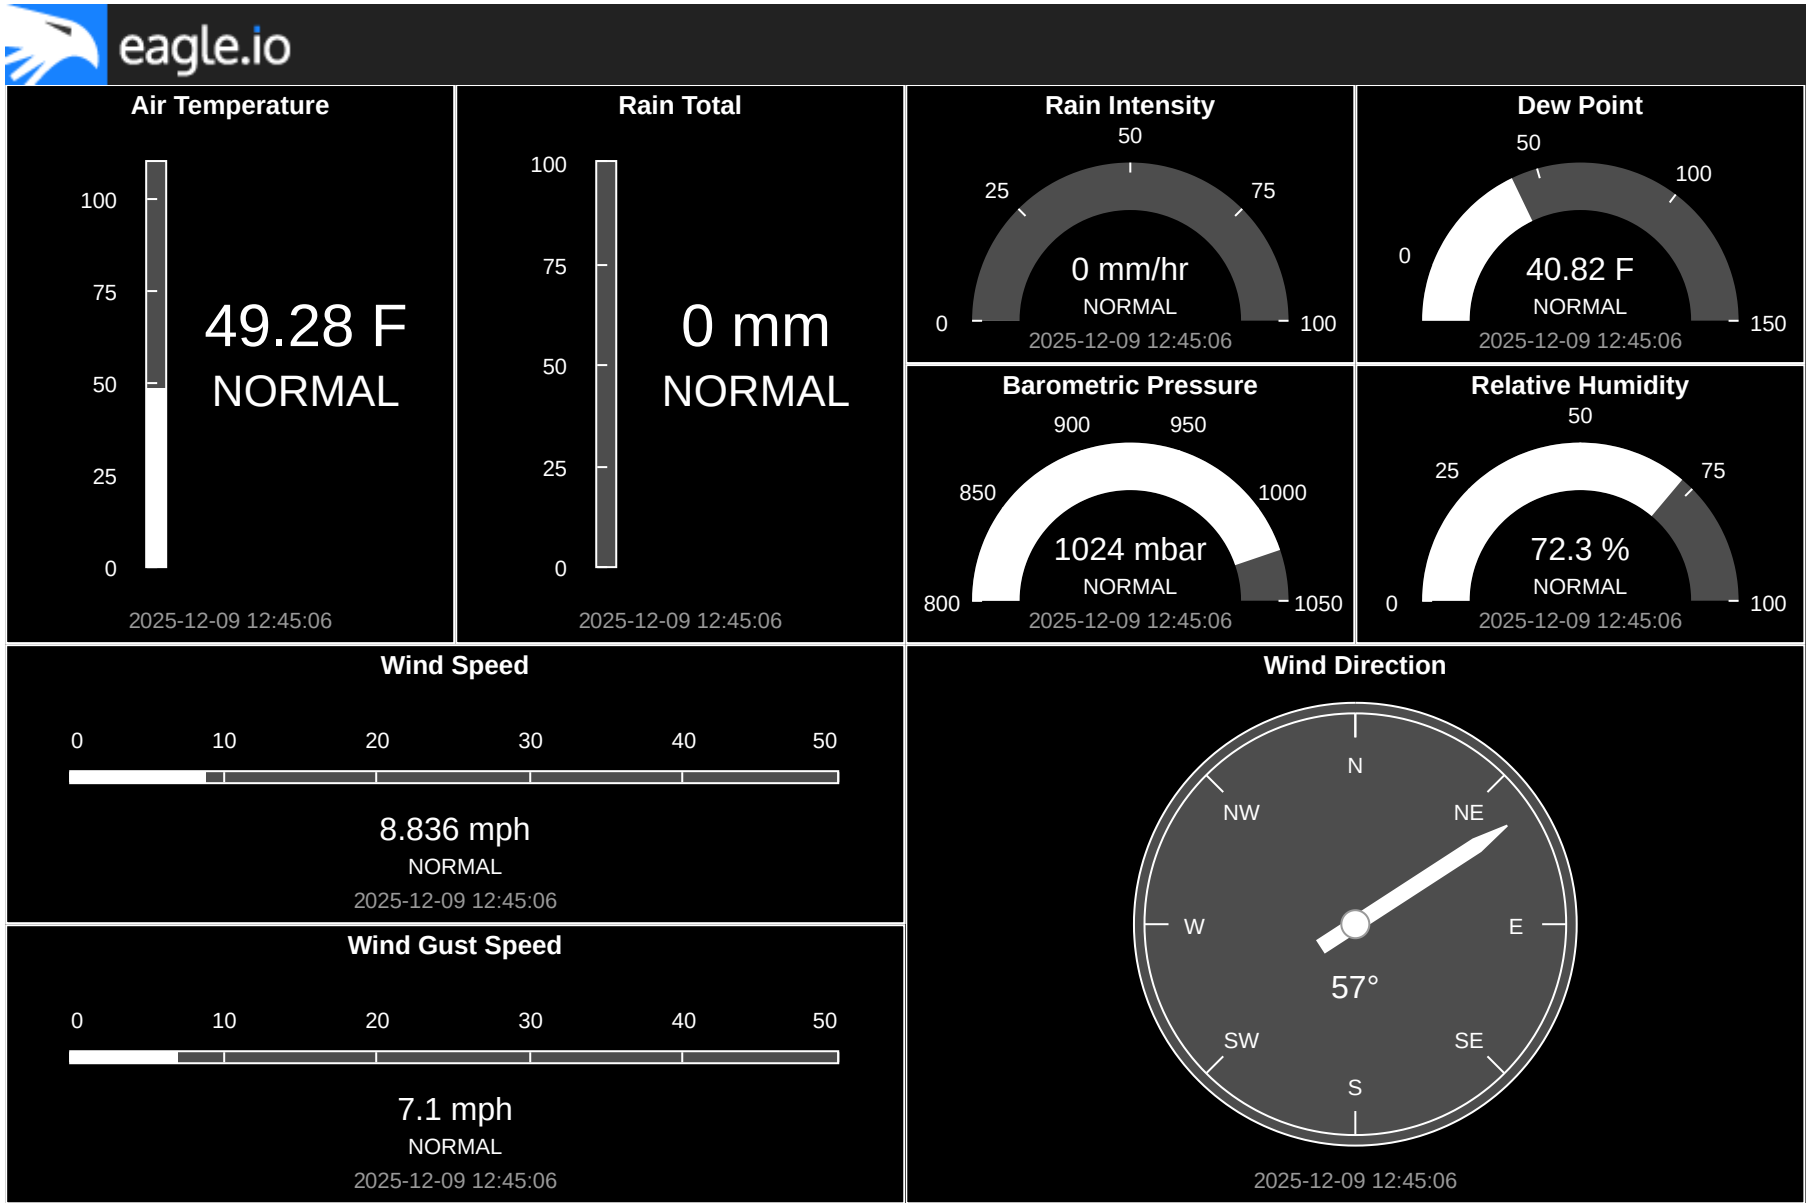 eagle.io
Air Temperature
100
75
50
25
0
49.28 F
NORMAL
2025-12-09 12:45:06
Rain Total
100
75
50
25
0
0 mm
NORMAL
2025-12-09 12:45:06
Rain Intensity
0
25
50
75
100
0 mm/hr
NORMAL
2025-12-09 12:45:06
Dew Point
0
50
100
150
40.82 F
NORMAL
2025-12-09 12:45:06
Barometric Pressure
800
850
900
950
1000
1050
1024 mbar
NORMAL
2025-12-09 12:45:06
Relative Humidity
0
25
50
75
100
72.3 %
NORMAL
2025-12-09 12:45:06
Wind Speed
0 10 20 30 40 50
8.836 mph
NORMAL
2025-12-09 12:45:06
Wind Gust Speed
0 10 20 30 40 50
7.1 mph
NORMAL
2025-12-09 12:45:06
Wind Direction
N
NW NE
W E
57°
SW SE
S
2025-12-09 12:45:06